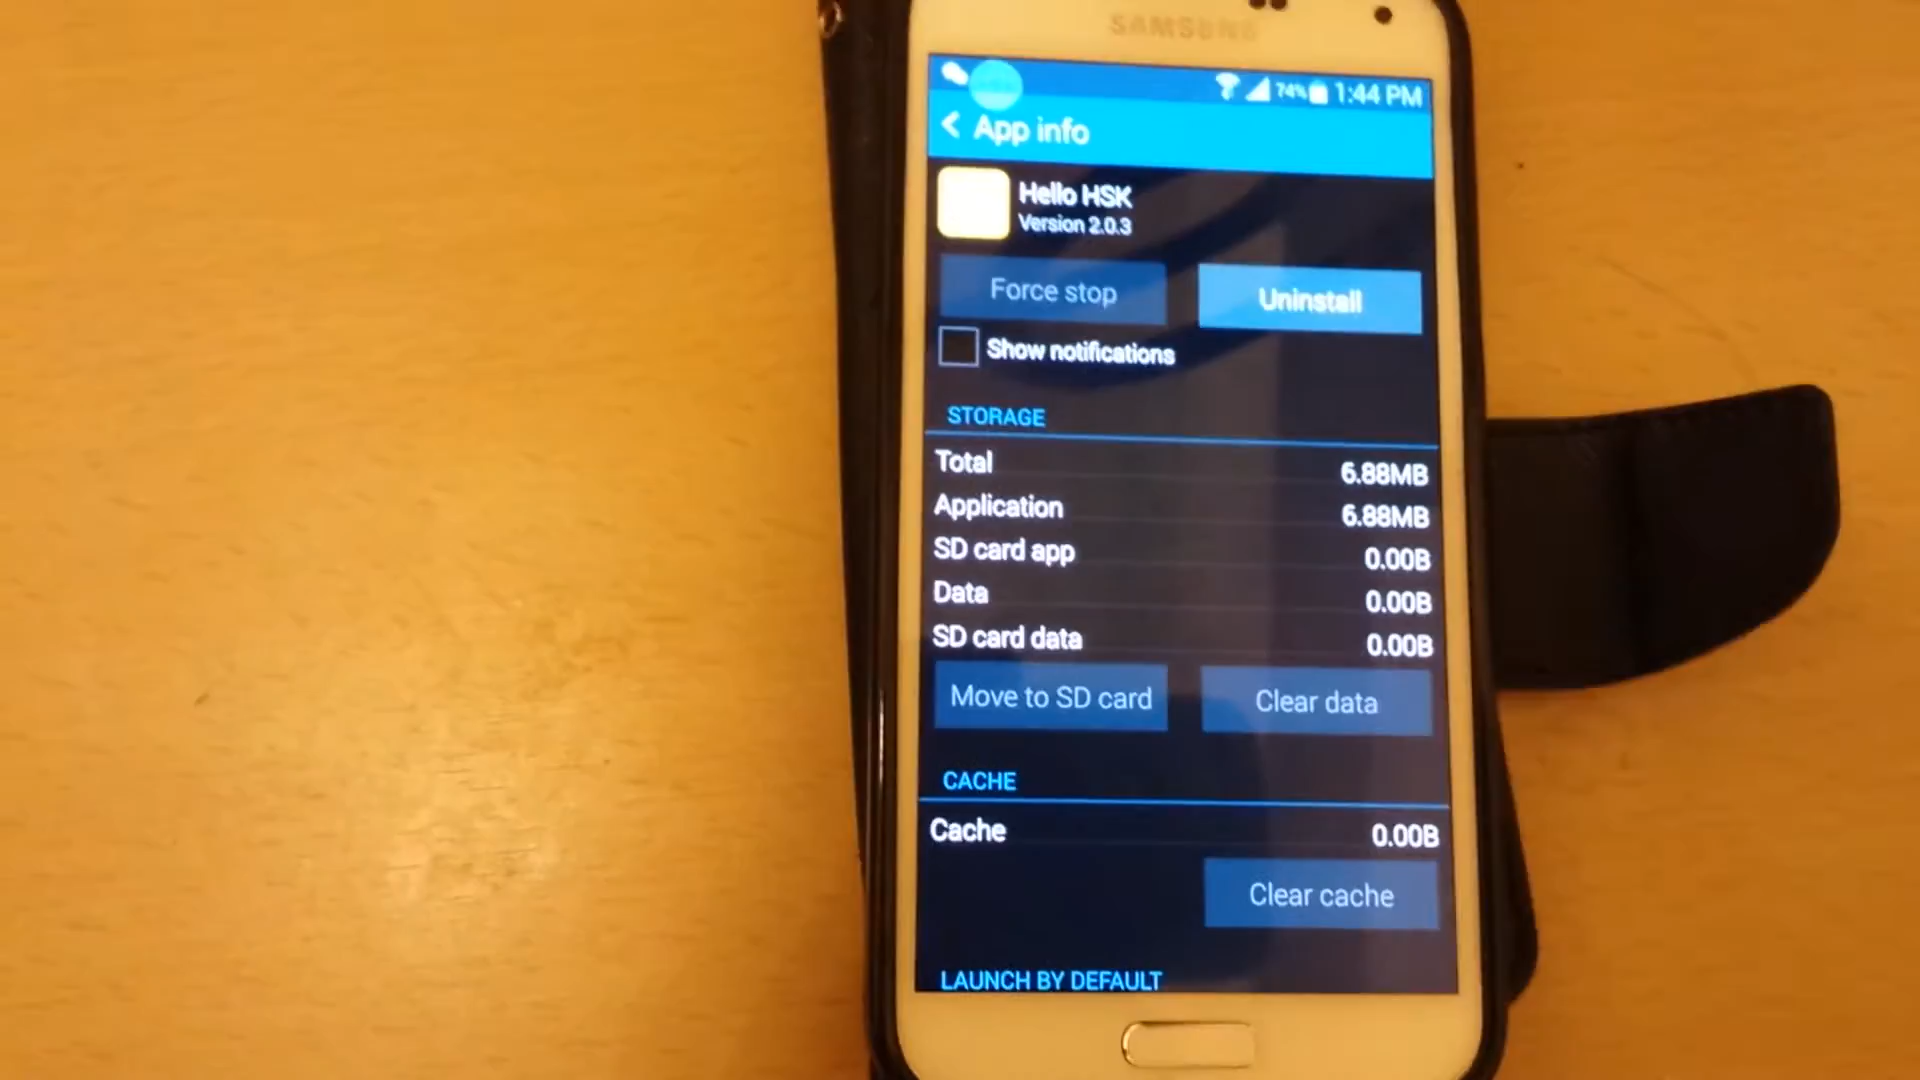 SAMSUNG
74% 1:44 PM
< App info
Hello HSK
Version 2.0.3
Force stop
Uninstall
Show notifications
STORAGE
Total 6.88MB
Application 6.88MB
SD card app 0.00B
Data 0.00B
SD card data 0.00B
Move to SD card
Clear data
CACHE
Cache 0.00B
Clear cache
LAUNCH BY DEFAULT